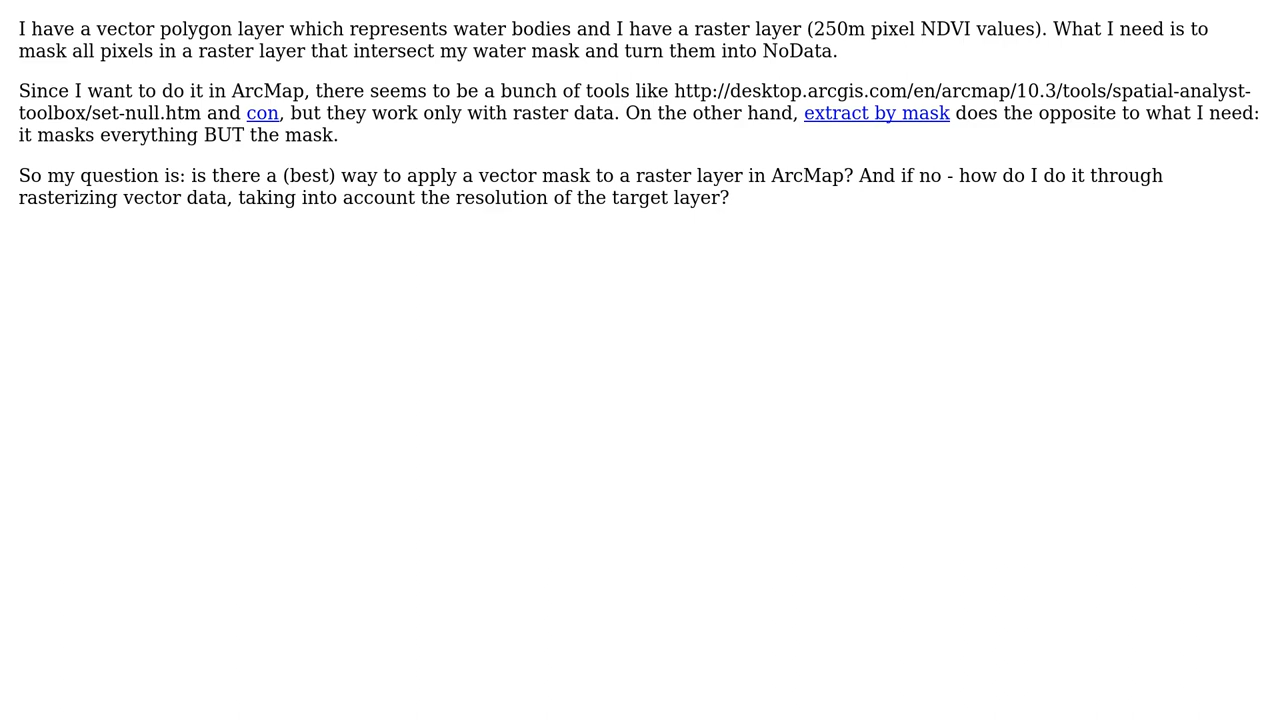 I have a vector polygon layer which represents water bodies and I have a raster layer (250m pixel NDVI values). What I need is to
mask all pixels in a raster layer that intersect my water mask and turn them into NoData.
Since I want to do it in ArcMap, there seems to be a bunch of tools like http://desktop.arcgis.com/en/arcmap/10.3/tools/spatial-analyst-
toolbox/set-null.htm and con, but they work only with raster data. On the other hand, extract by mask does the opposite to what I need:
it masks everything BUT the mask.
So my question is: is there a (best) way to apply a vector mask to a raster layer in ArcMap? And if no - how do I do it through
rasterizing vector data, taking into account the resolution of the target layer?